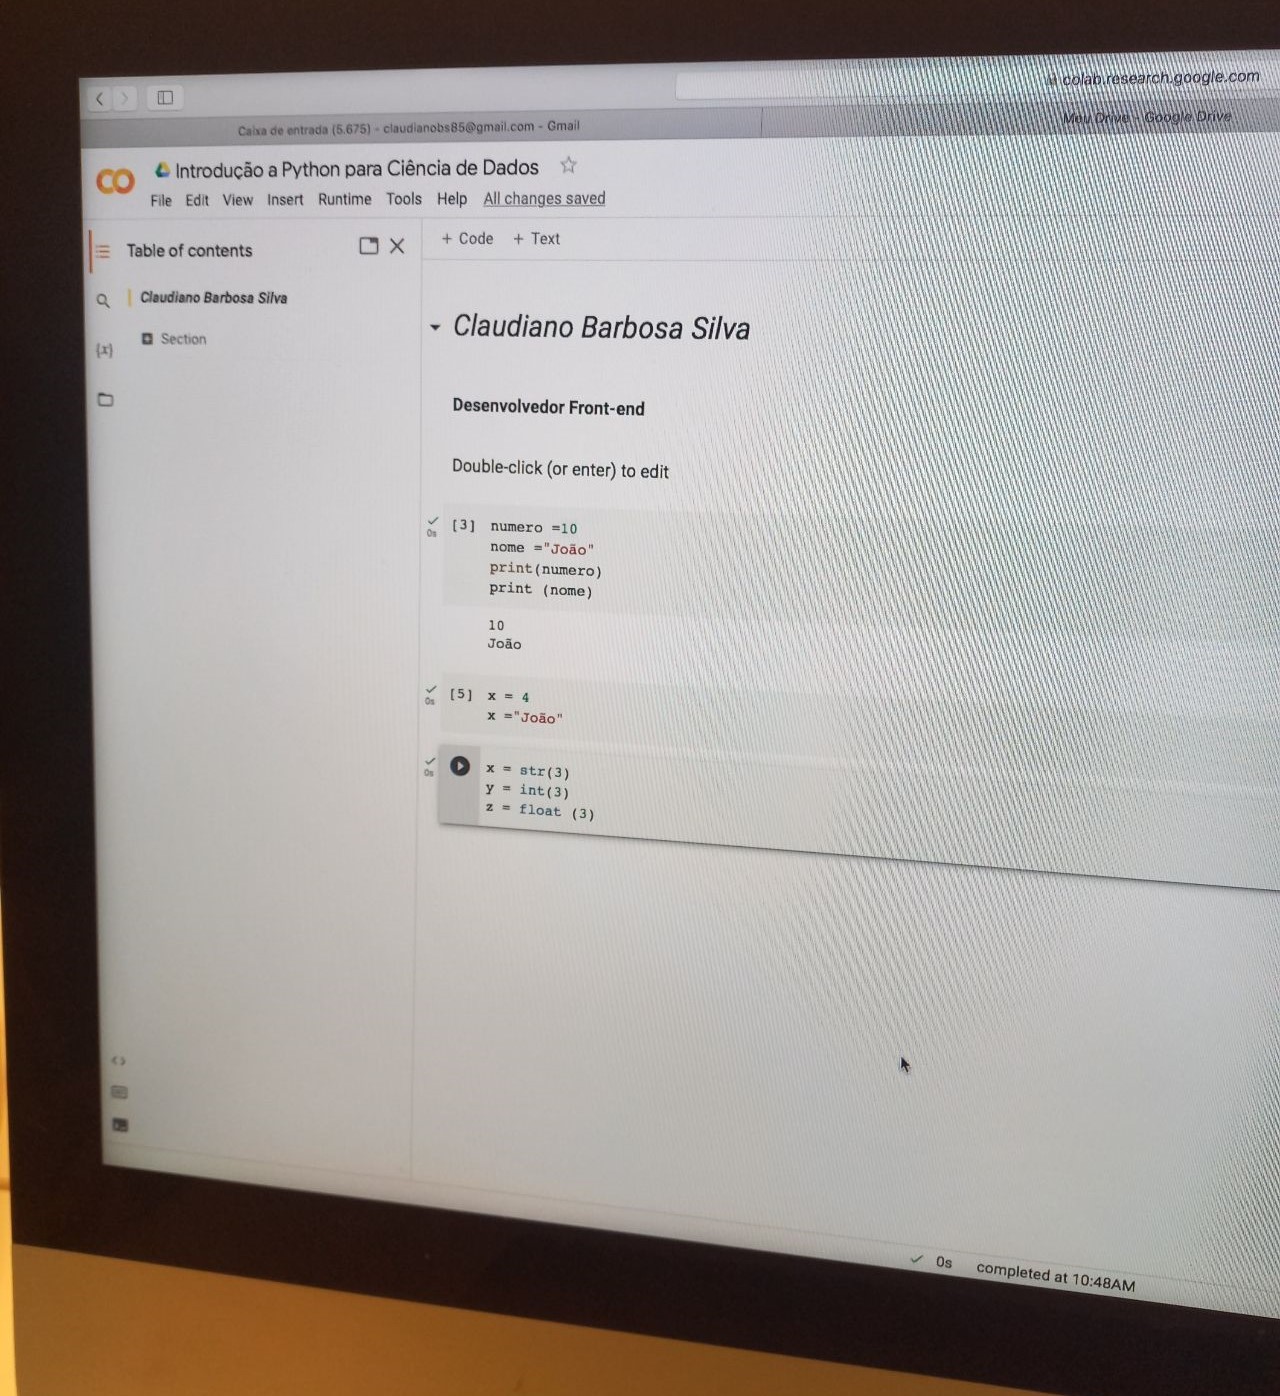 colab.research.google.com
Caixa de entrada (5.675) - claudianobs85@gmail.com - Gmail
Meu Drive - Google Drive
CO
Introdução a Python para Ciência de Dados
File Edit View Insert Runtime Tools Help All changes saved
Table of contents
+ Code + Text
Claudiano Barbosa Silva
Section
{x}
Claudiano Barbosa Silva
Desenvolvedor Front-end
Double-click (or enter) to edit
0s [3] numero =10
nome ="João"
print(numero)
print (nome)
10
João
0s [5] x = 4
x ="João"
0s x = str(3)
y = int(3)
z = float (3)
<>
0s completed at 10:48AM